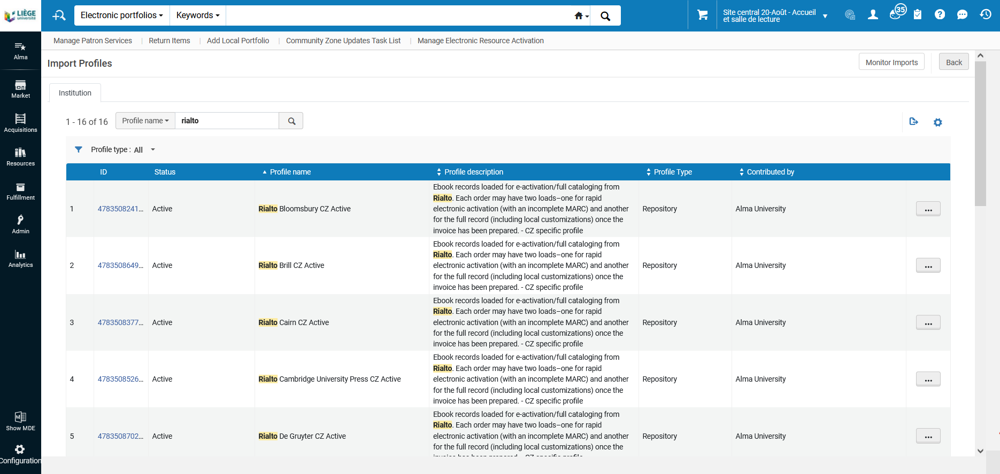 LIÈGE
université
Electronic portfolios
Keywords
Site central 20-Août - Accueil
et salle de lecture
35
Manage Patron Services
Return Items
Add Local Portfolio
Community Zone Updates Task List
Manage Electronic Resource Activation
Alma
Market
Acquisitions
Resources
Fulfillment
Admin
Analytics
Show MDE
Configuration
Import Profiles
Monitor Imports
Back
Institution
1 - 16 of 16
Profile name
rialto
Profile type : All
ID
Status
Profile name
Profile description
Profile Type
Contributed by
1
4783508241...
Active
Rialto Bloomsbury CZ Active
Ebook records loaded for e-activation/full cataloging from
Rialto. Each order may have two loads–one for rapid
electronic activation (with an incomplete MARC) and another
for the full record (including local customizations) once the
invoice has been prepared. - CZ specific profile
Repository
Alma University
...
2
4783508649...
Active
Rialto Brill CZ Active
Ebook records loaded for e-activation/full cataloging from
Rialto. Each order may have two loads–one for rapid
electronic activation (with an incomplete MARC) and another
for the full record (including local customizations) once the
invoice has been prepared. - CZ specific profile
Repository
Alma University
...
3
4783508377...
Active
Rialto Cairn CZ Active
Ebook records loaded for e-activation/full cataloging from
Rialto. Each order may have two loads–one for rapid
electronic activation (with an incomplete MARC) and another
for the full record (including local customizations) once the
invoice has been prepared. - CZ specific profile
Repository
Alma University
...
4
4783508526...
Active
Rialto Cambridge University Press CZ Active
Ebook records loaded for e-activation/full cataloging from
Rialto. Each order may have two loads–one for rapid
electronic activation (with an incomplete MARC) and another
for the full record (including local customizations) once the
invoice has been prepared. - CZ specific profile
Repository
Alma University
...
5
4783508702...
Active
Rialto De Gruyter CZ Active
Ebook records loaded for e-activation/full cataloging from
Rialto. Each order may have two loads–one for rapid
electronic activation (with an incomplete MARC) and another
for the full record (including local customizations) once the
invoice has been prepared. - CZ specific profile
Repository
Alma University
...